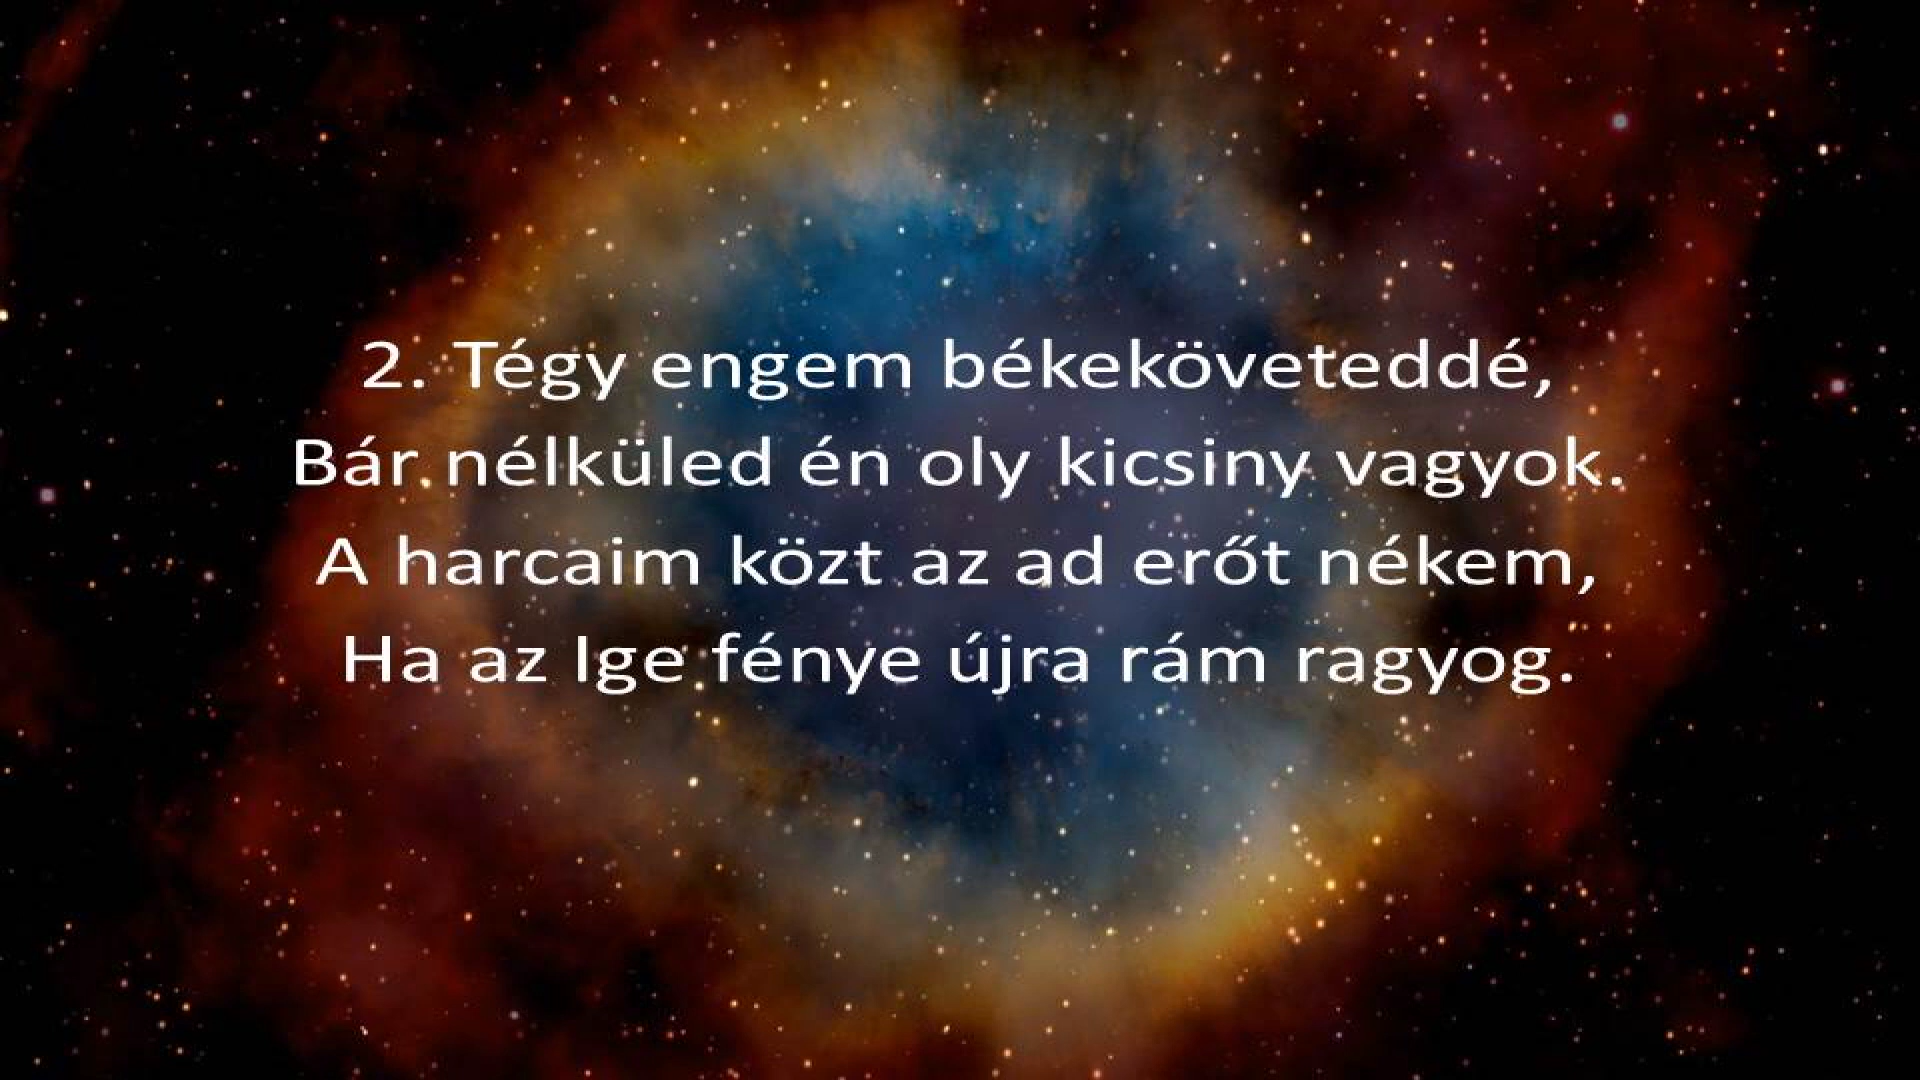 2. Tégy engem békeköveteddé,
Bár nélküled én oly kicsiny vagyok.
A harcaim közt az ad erőt nékem,
Ha az Ige fénye újra rám ragyog.